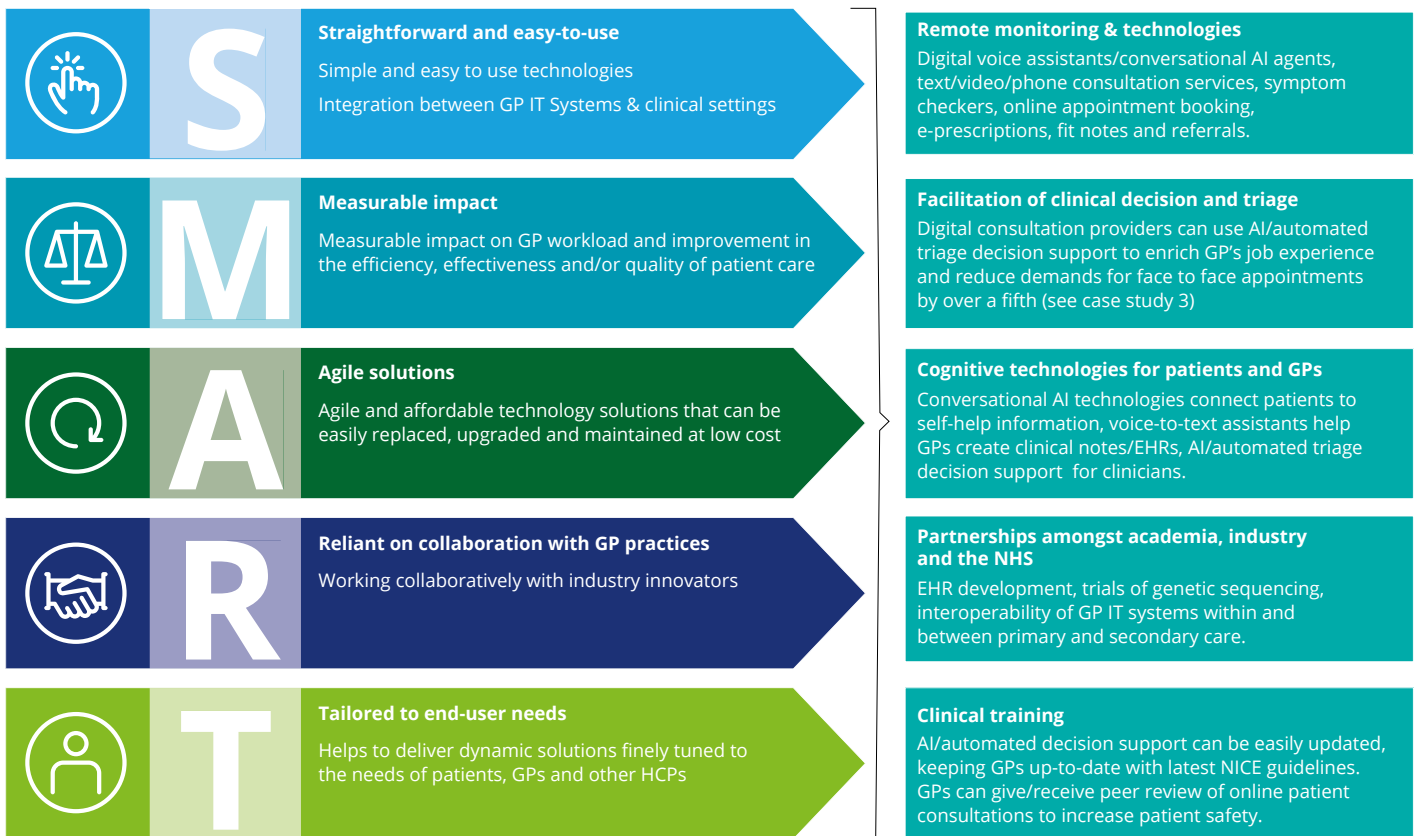 S
Straightforward and easy-to-use
Simple and easy to use technologies
Integration between GP IT Systems & clinical settings
M
Measurable impact
Measurable impact on GP workload and improvement in
the efficiency, effectiveness and/or quality of patient care
A
Agile solutions
Agile and affordable technology solutions that can be
easily replaced, upgraded and maintained at low cost
R
Reliant on collaboration with GP practices
Working collaboratively with industry innovators
T
Tailored to end-user needs
Helps to deliver dynamic solutions finely tuned to
the needs of patients, GPs and other HCPs
Remote monitoring & technologies
Digital voice assistants/conversational AI agents,
text/video/phone consultation services, symptom
checkers, online appointment booking,
e-prescriptions, fit notes and referrals.
Facilitation of clinical decision and triage
Digital consultation providers can use AI/automated
triage decision support to enrich GP’s job experience
and reduce demands for face to face appointments
by over a fifth (see case study 3)
Cognitive technologies for patients and GPs
Conversational AI technologies connect patients to
self-help information, voice-to-text assistants help
GPs create clinical notes/EHRs, AI/automated triage
decision support for clinicians.
Partnerships amongst academia, industry
and the NHS
EHR development, trials of genetic sequencing,
interoperability of GP IT systems within and
between primary and secondary care.
Clinical training
AI/automated decision support can be easily updated,
keeping GPs up-to-date with latest NICE guidelines.
GPs can give/receive peer review of online patient
consultations to increase patient safety.